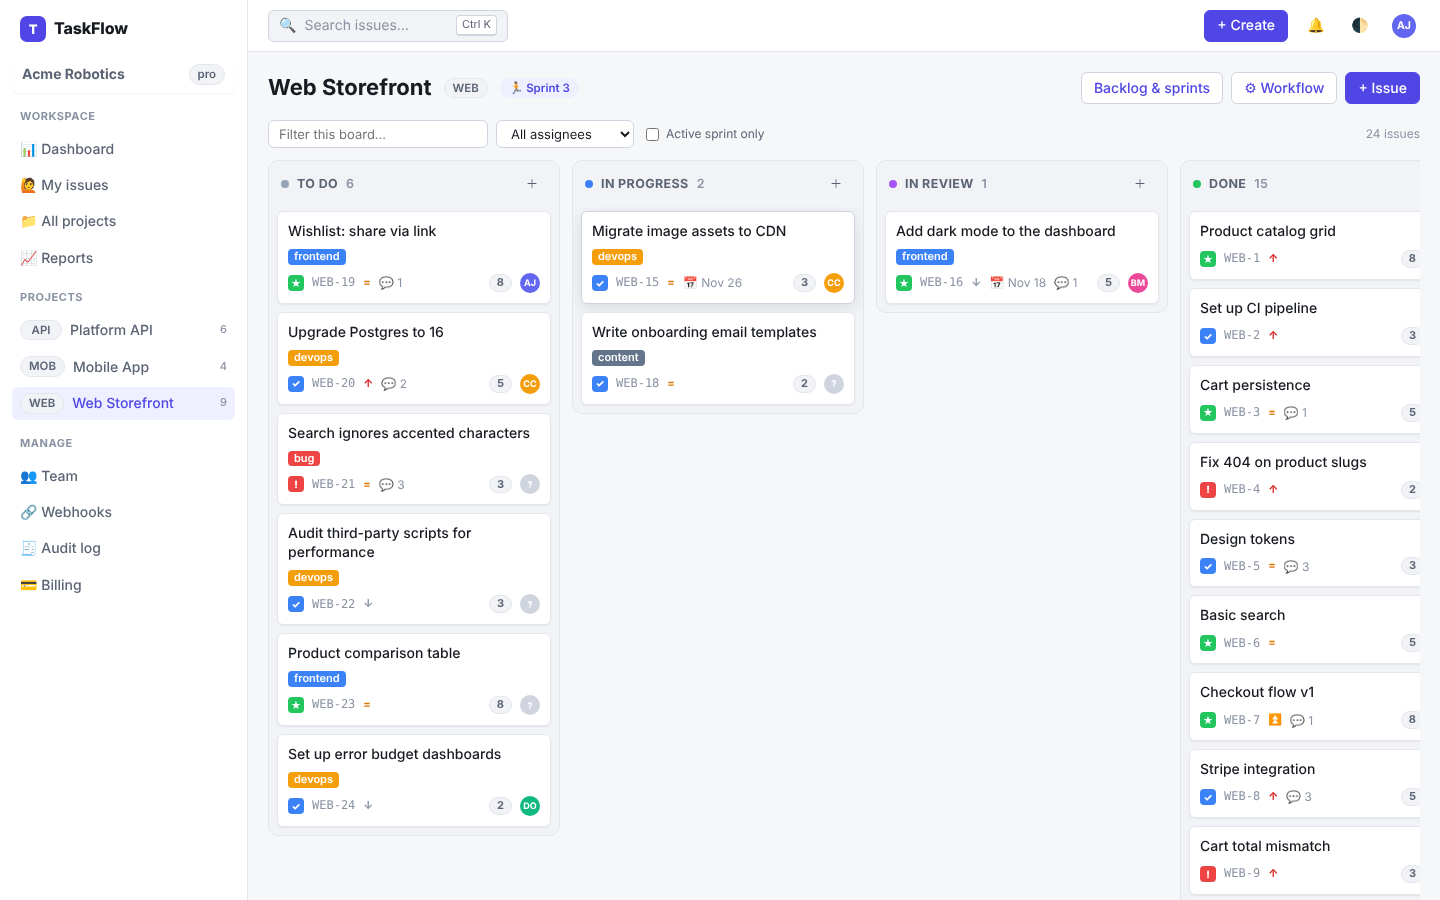 T TaskFlow
Acme Robotics pro
WORKSPACE
Dashboard
My issues
All projects
Reports
PROJECTS
API Platform API 6
MOB Mobile App 4
WEB Web Storefront 9
MANAGE
Team
Webhooks
Audit log
Billing
Search issues... Ctrl K
+ Create
AJ
Web Storefront WEB Sprint 3
Backlog & sprints
Workflow
+ Issue
Filter this board...
All assignees
Active sprint only
24 issues
TO DO 6 +
Wishlist: share via link
frontend
WEB-19 = 1 8 AJ
Upgrade Postgres to 16
devops
WEB-20 ↑ 2 5 CC
Search ignores accented characters
bug
! WEB-21 = 3 3 ?
Audit third-party scripts for
performance
devops
WEB-22 ↓ 3 ?
Product comparison table
frontend
WEB-23 = 8 ?
Set up error budget dashboards
devops
WEB-24 ↓ 2 DO
IN PROGRESS 2 +
Migrate image assets to CDN
devops
WEB-15 = Nov 26 3 CC
Write onboarding email templates
content
WEB-18 = 2 ?
IN REVIEW 1 +
Add dark mode to the dashboard
frontend
WEB-16 ↓ Nov 18 1 5 BM
DONE 15
Product catalog grid
WEB-1 ↑ 8
Set up CI pipeline
WEB-2 ↑ 3
Cart persistence
WEB-3 = 1 5
Fix 404 on product slugs
! WEB-4 ↑ 2
Design tokens
WEB-5 = 3 3
Basic search
WEB-6 = 5
Checkout flow v1
WEB-7 1 8
Stripe integration
WEB-8 ↑ 3 5
Cart total mismatch
! WEB-9 ↑ 3